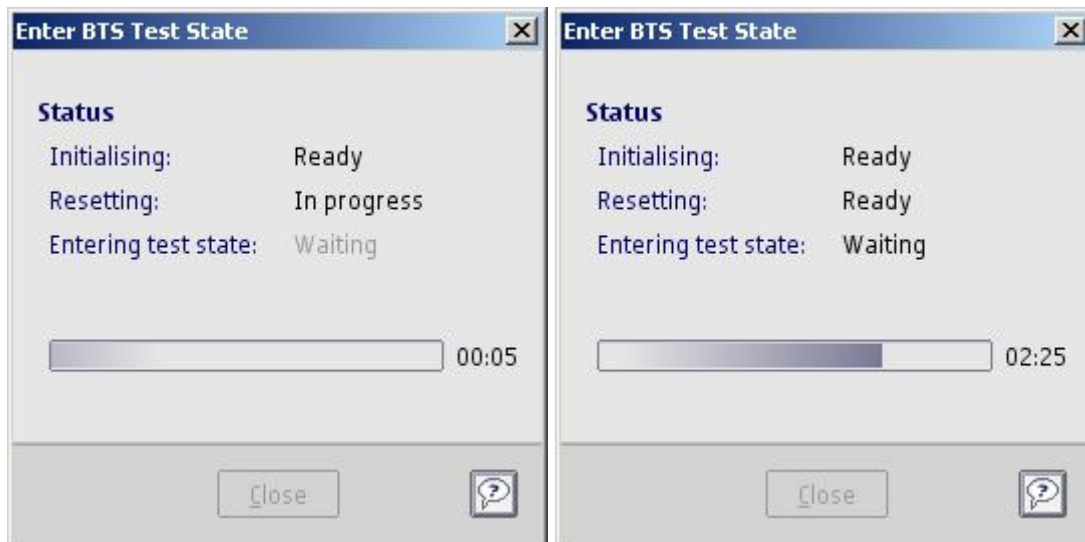 Enter BTS Test State
Status
Initialising: Ready
Resetting: In progress
Entering test state: Waiting
00:05
Close
Enter BTS Test State
Status
Initialising: Ready
Resetting: Ready
Entering test state: Waiting
02:25
Close